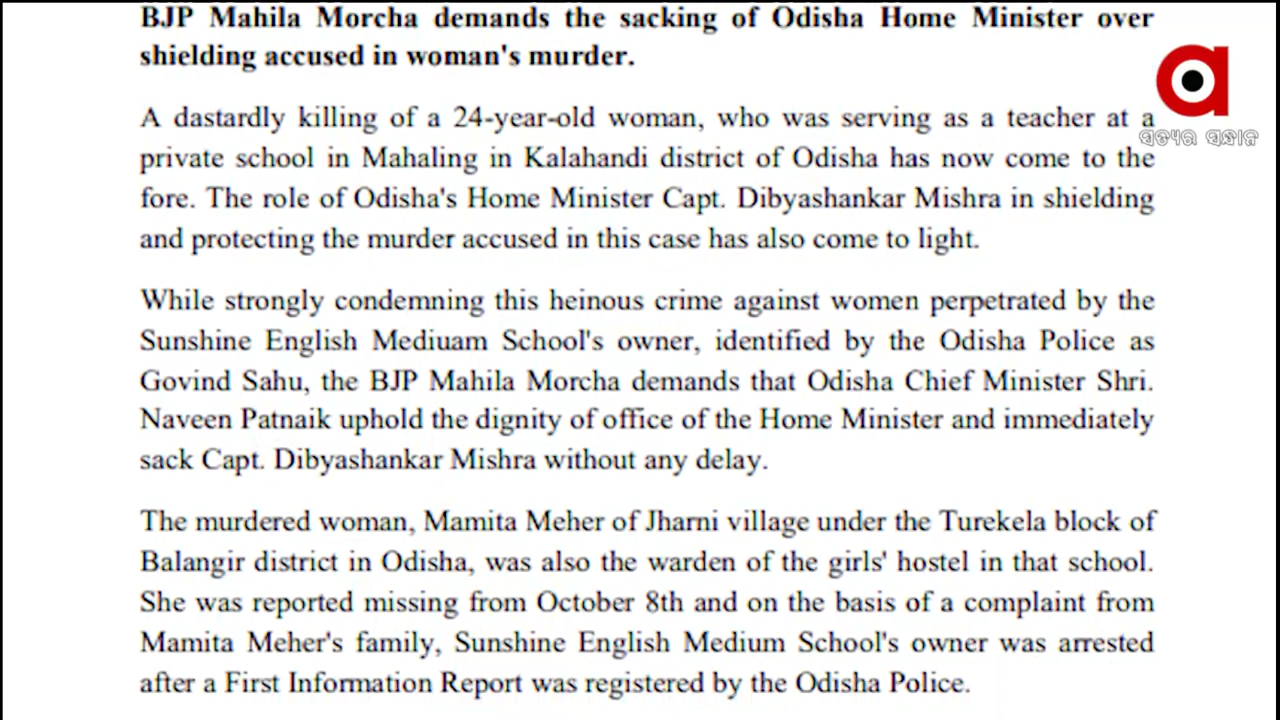 BJP Mahila Morcha demands the sacking of Odisha Home Minister over
shielding accused in woman's murder.
A dastardly killing of a 24-year-old woman, who was serving as a teacher at a
private school in Mahaling in Kalahandi district of Odisha has now come to the
fore. The role of Odisha's Home Minister Capt. Dibyashankar Mishra in shielding
and protecting the murder accused in this case has also come to light.
While strongly condemning this heinous crime against women perpetrated by the
Sunshine English Mediuam School's owner, identified by the Odisha Police as
Govind Sahu, the BJP Mahila Morcha demands that Odisha Chief Minister Shri.
Naveen Patnaik uphold the dignity of office of the Home Minister and immediately
sack Capt. Dibyashankar Mishra without any delay.
The murdered woman, Mamita Meher of Jharni village under the Turekela block of
Balangir district in Odisha, was also the warden of the girls' hostel in that school.
She was reported missing from October 8th and on the basis of a complaint from
Mamita Meher's family, Sunshine English Medium School's owner was arrested
after a First Information Report was registered by the Odisha Police.
a
ସତ୍ୟର ସନ୍ଧାନ